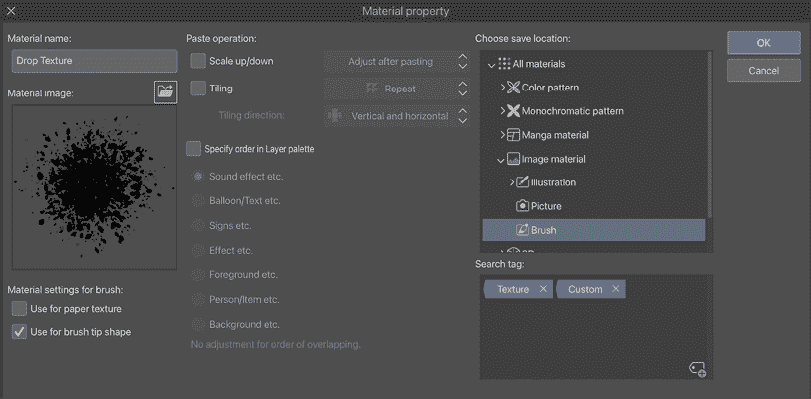 Material property
Material name:
Drop Texture
Material image:
Material settings for brush:
Use for paper texture
Use for brush tip shape
Paste operation:
Scale up/down
Adjust after pasting
Tiling
Repeat
Tiling direction:
Vertical and horizontal
Specify order in Layer palette
Sound effect etc.
Balloon/Text etc.
Signs etc.
Effect etc.
Foreground etc.
Person/Item etc.
Background etc.
No adjustment for order of overlapping.
Choose save location:
All materials
Color pattern
Monochromatic pattern
Manga material
Image material
Illustration
Picture
Brush
Search tag:
Texture
Custom
OK
Cancel